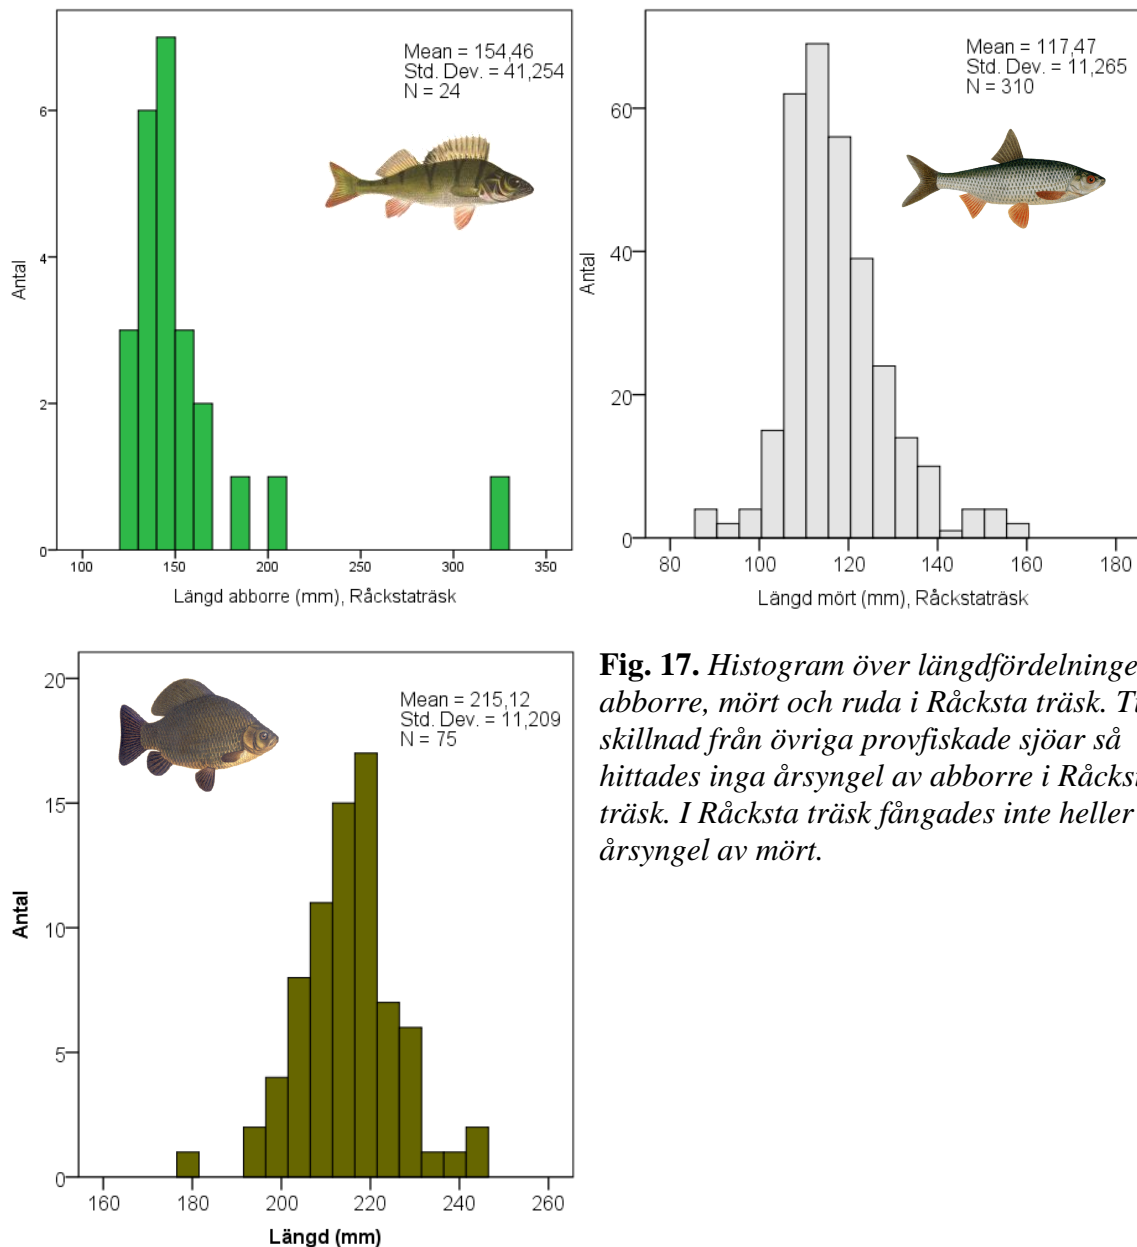 Mean = 154,46
Std. Dev. = 41,254
N = 24
6
4
2
0
Antal
100 150 200 250 300 350
Längd abborre (mm), Råckstaträsk
Mean = 117,47
Std. Dev. = 11,265
N = 310
60
40
20
0
Antal
80 100 120 140 160 180
Längd mört (mm), Råckstaträsk
Mean = 215,12
Std. Dev. = 11,209
N = 75
20
15
10
5
0
Antal
160 180 200 220 240 260
Längd (mm)
Fig. 17. Histogram över längdfördelninge
abborre, mört och ruda i Råcksta träsk. T
skillnad från övriga provfiskade sjöar så
hittades inga årsyngel av abborre i Råckst
träsk. I Råcksta träsk fångades inte heller
årsyngel av mört.